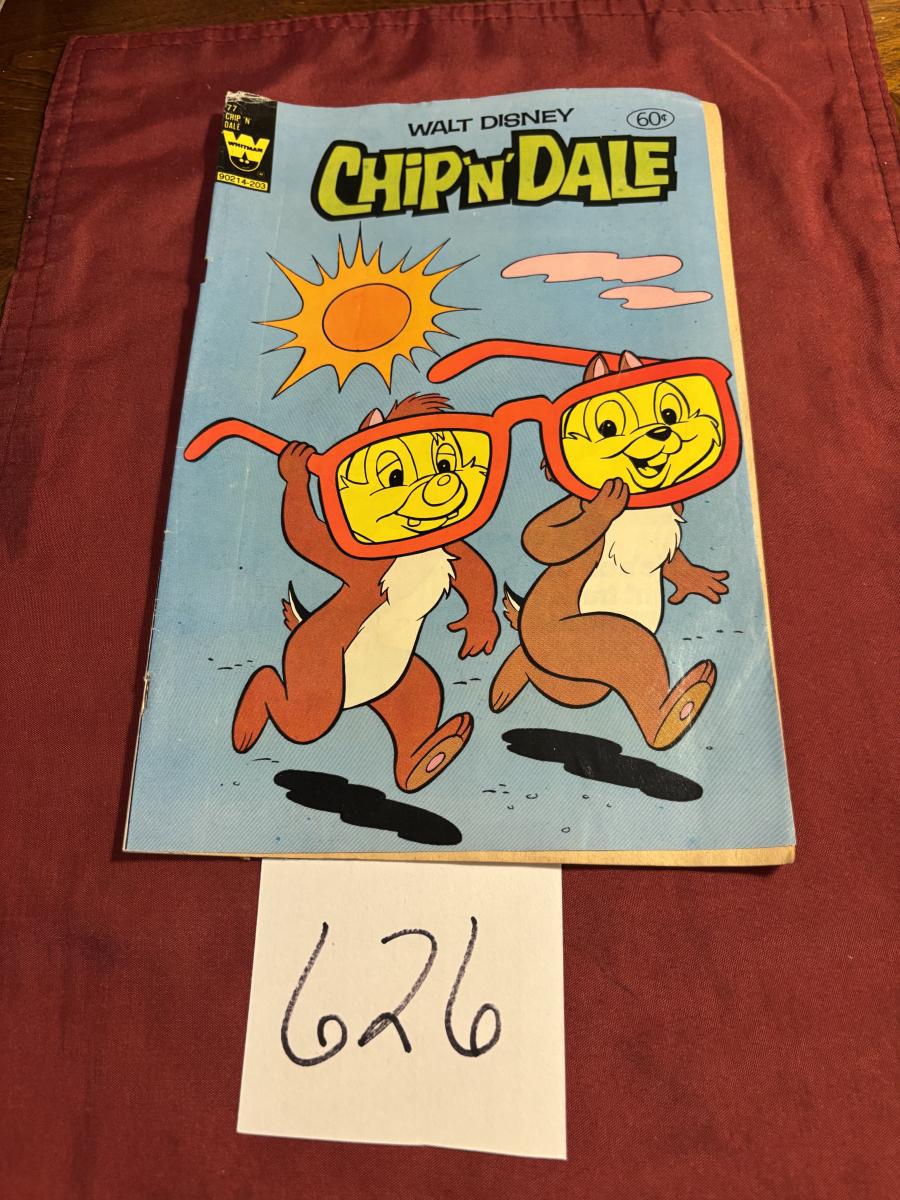 77
CHIP 'N'
DALE
WHITMAN
W
90214-203
WALT DISNEY
60¢
CHIP 'N' DALE
626